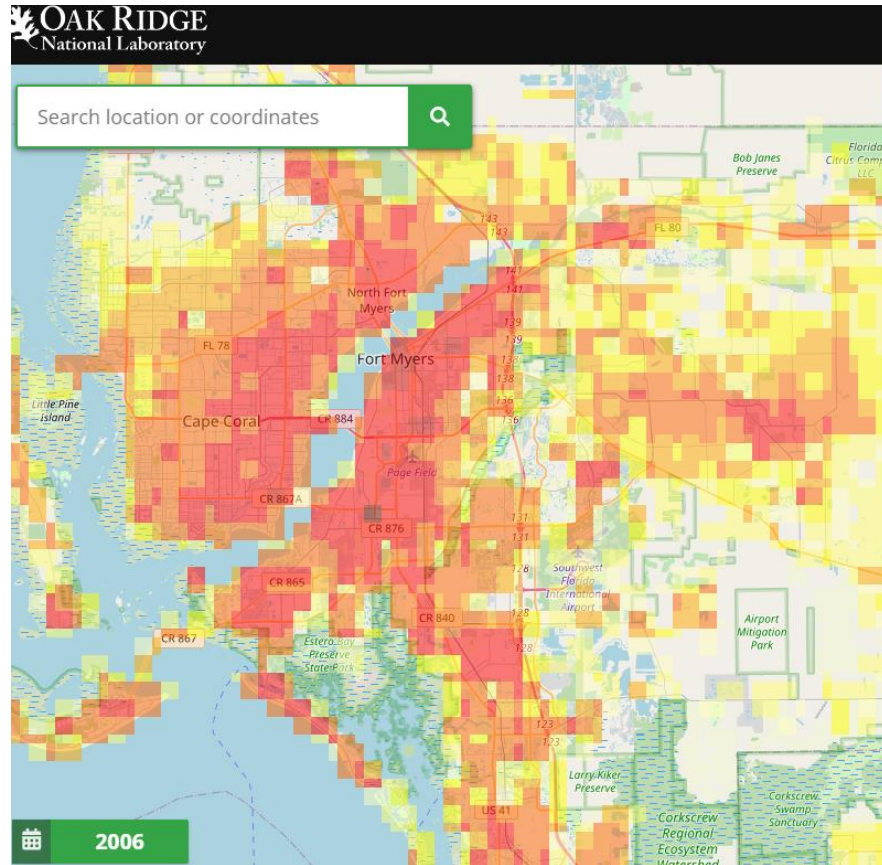 OAK RIDGE
National Laboratory
Search location or coordinates
Bob Janes
Preserve
Florida
Citrus Comp
LLC
143
143
FL 80
141
141
North Fort
Myers
139
139
FL 78
Fort Myers
138
138
136
136
Little Pine
Island
Cape Coral
CR 884
Page Field
CR 867A
CR 876
131
131
128
Southwest
Florida
International
Airport
CR 865
128
CR 840
Airport
Mitigation
Park
CR 867
Estero Bay
Preserve
State Park
128
123
123
Larry Kiker
Preserve
Corkscrew
Swamp
Sanctuary
US 41
Corkscrew
Regional
Ecosystem
Watershed
2006